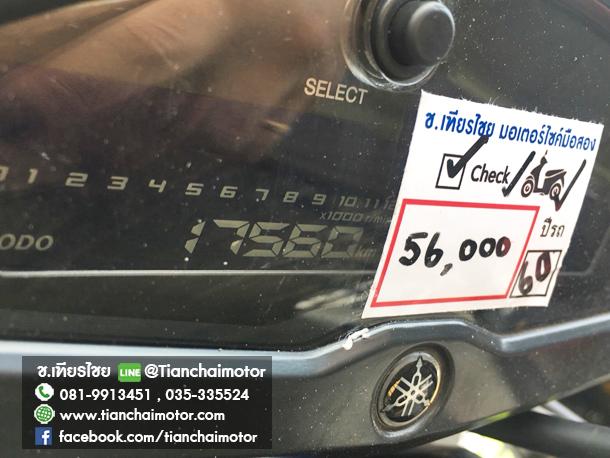 SELECT
ช.เทียรไชย มอเตอร์ไซค์มือสอง
Check
1 2 3 4 5 6 7 8 9 10 11
x1000 r/min
ODO 17560 km
56,000
ปีรถ
60
ช.เทียรไชย LINE @Tianchaimotor
081-9913451 , 035-335524
www.tianchaimotor.com
f facebook.com/tianchaimotor